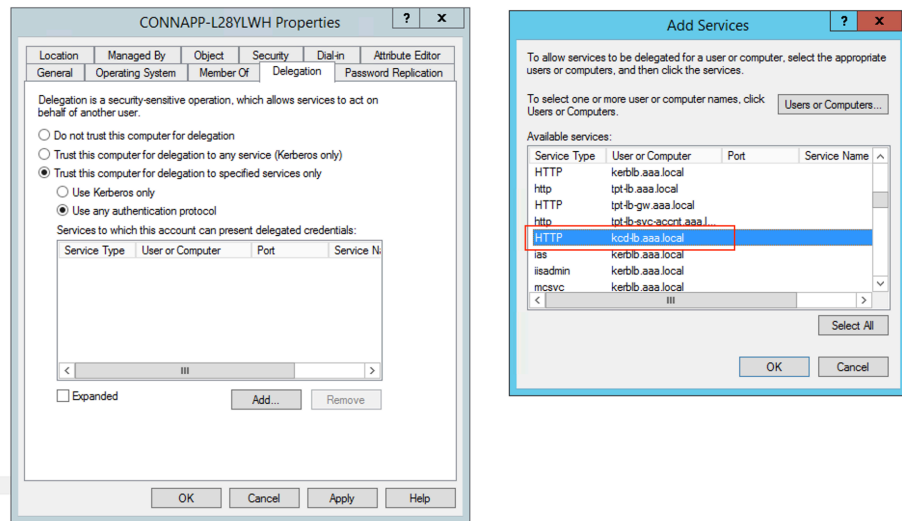 CONNAPP-L28YLWH Properties
? x
Location Managed By Object Security Dial-in Attribute Editor
General Operating System Member Of Delegation Password Replication
Delegation is a security-sensitive operation, which allows services to act on
behalf of another user.
Do not trust this computer for delegation
Trust this computer for delegation to any service (Kerberos only)
Trust this computer for delegation to specified services only
Use Kerberos only
Use any authentication protocol
Services to which this account can present delegated credentials:
Service Type User or Computer Port Service Na
Expanded
Add...
Remove
OK Cancel Apply Help
Add Services
? x
To allow services to be delegated for a user or computer, select the appropriate
users or computers, and then click the services.
To select one or more user or computer names, click
Users or Computers.
Users or Computers...
Available services:
Service Type User or Computer Port Service Name
HTTP kerblb.aaa.local
http tpt-lb.aaa.local
HTTP tpt-lb-gw.aaa.local
http tpt-lb-svc-accnt.aaa.l...
HTTP kcd-lb.aaa.local
ias kerblb.aaa.local
iisadmin kerblb.aaa.local
mcsvc kerblb.aaa.local
Select All
OK Cancel